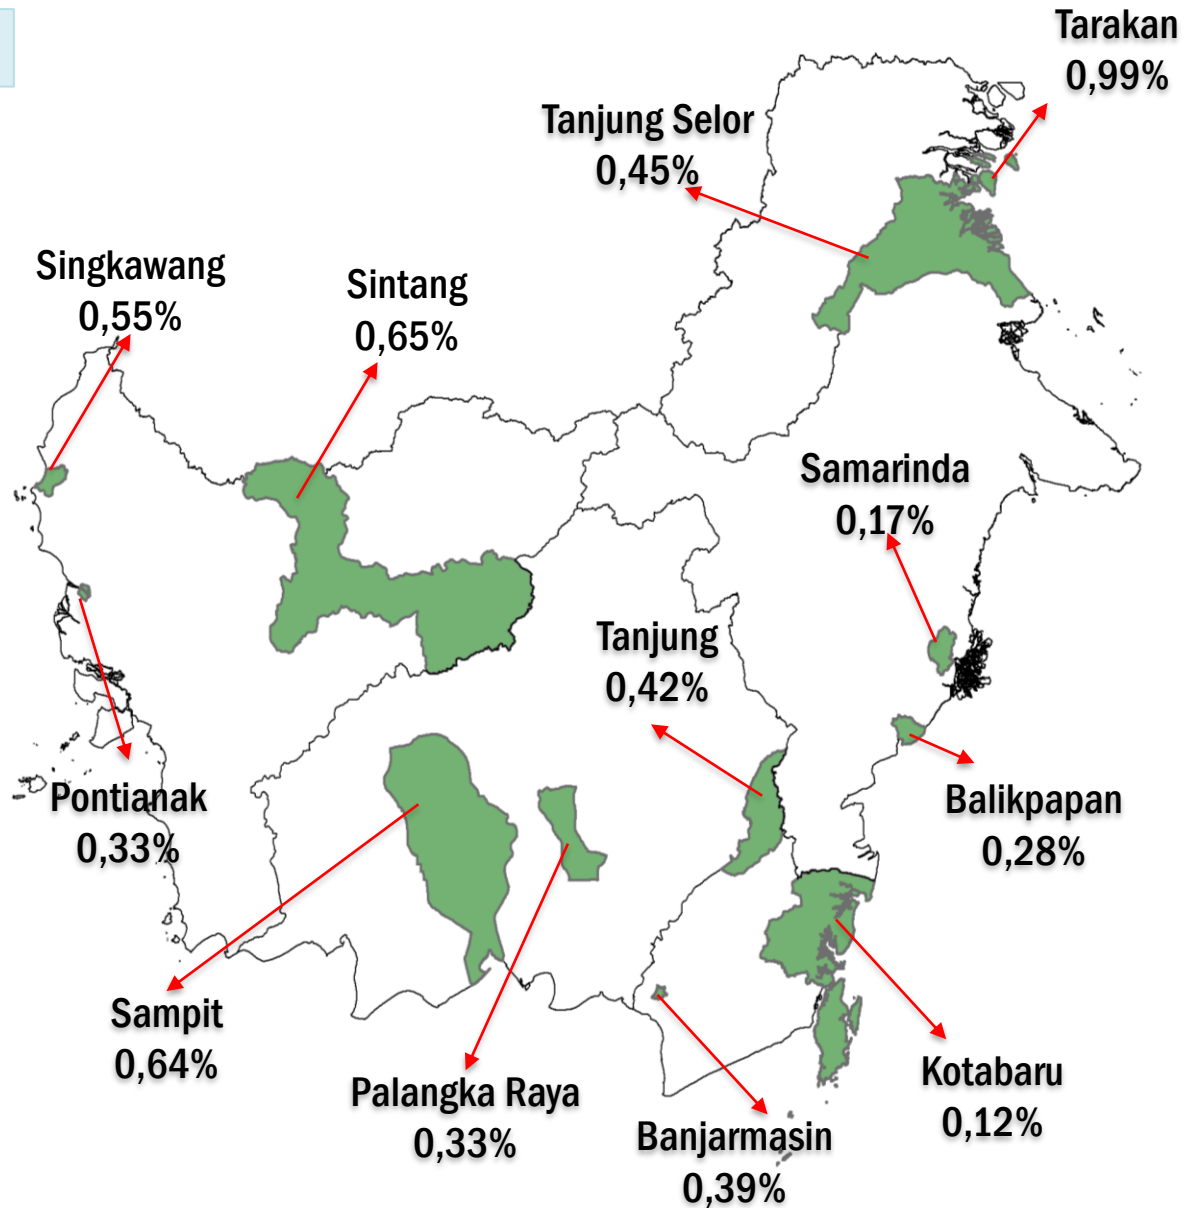 Tarakan
0,99%
Tanjung Selor
0,45%
Singkawang
0,55%
Sintang
0,65%
Samarinda
0,17%
Tanjung
0,42%
Pontianak
0,33%
Balikpapan
0,28%
Sampit
0,64%
Palangka Raya
0,33%
Kotabaru
0,12%
Banjarmasin
0,39%